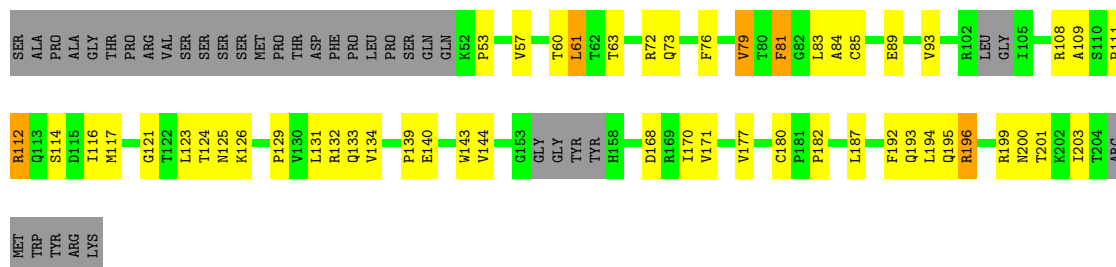 SER ALA PRO ALA GLY THR PRO ARG VAL SER SER SER SER MET PRO THR ASP PHE PRO LEU PRO SER GLN GLN K52 P53 V57 T60 L61 T62 T63 R72 Q73 F76 V79 T80 F81 G82 L83 A84 C85 E89 V93 R102 LEU GLY I105 R108 A109 S110
R112 Q113 S114 D115 I116 M117 G121 T122 L123 T124 N125 K126 P129 V130 L131 R132 Q133 V134 P139 E140 W143 V144 G153 GLY GLY TYR TYR H158 D168 R169 I170 V171 V177 C180 P181 P182 L187 F192 Q193 L194 Q195 R196 R199 N200 T201 K202 I203 T204 ARG
MET TRP TYR ARG LYS